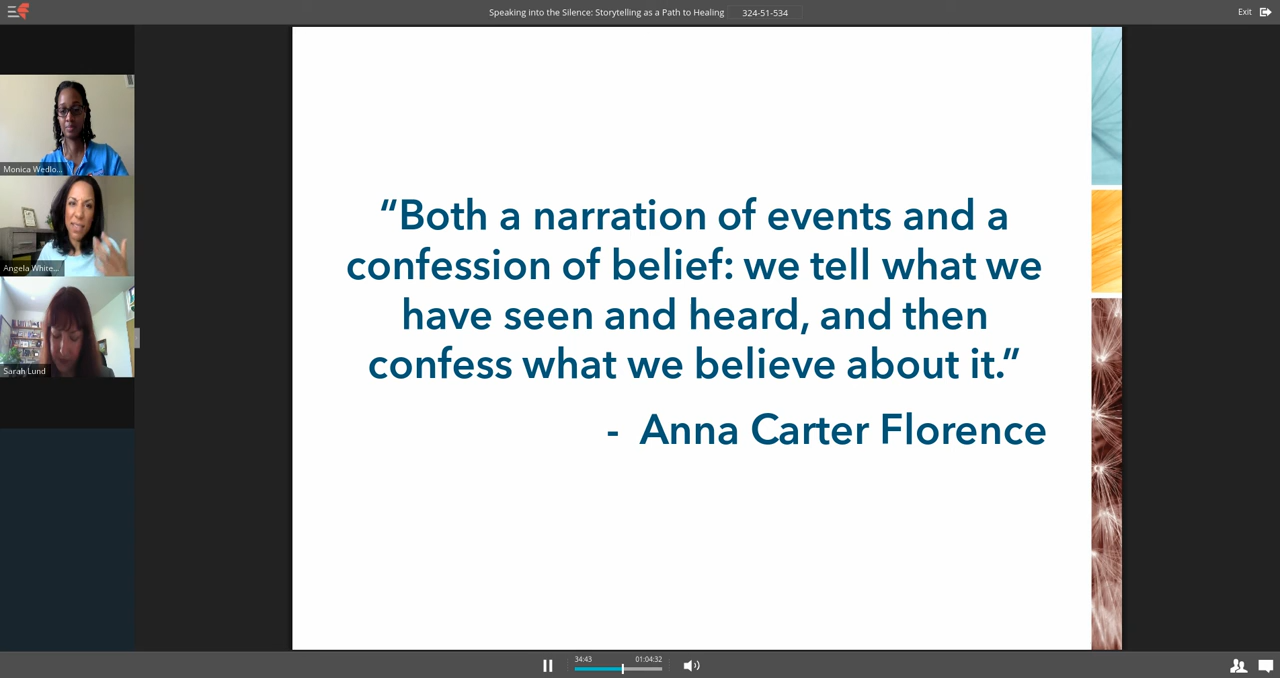 Speaking into the Silence: Storytelling as a Path to Healing 324-51-534
Exit
Monica Wedlo...
Angela White...
Sarah Lund
“Both a narration of events and a
confession of belief: we tell what we
have seen and heard, and then
confess what we believe about it.”
- Anna Carter Florence
34:43
01:04:32